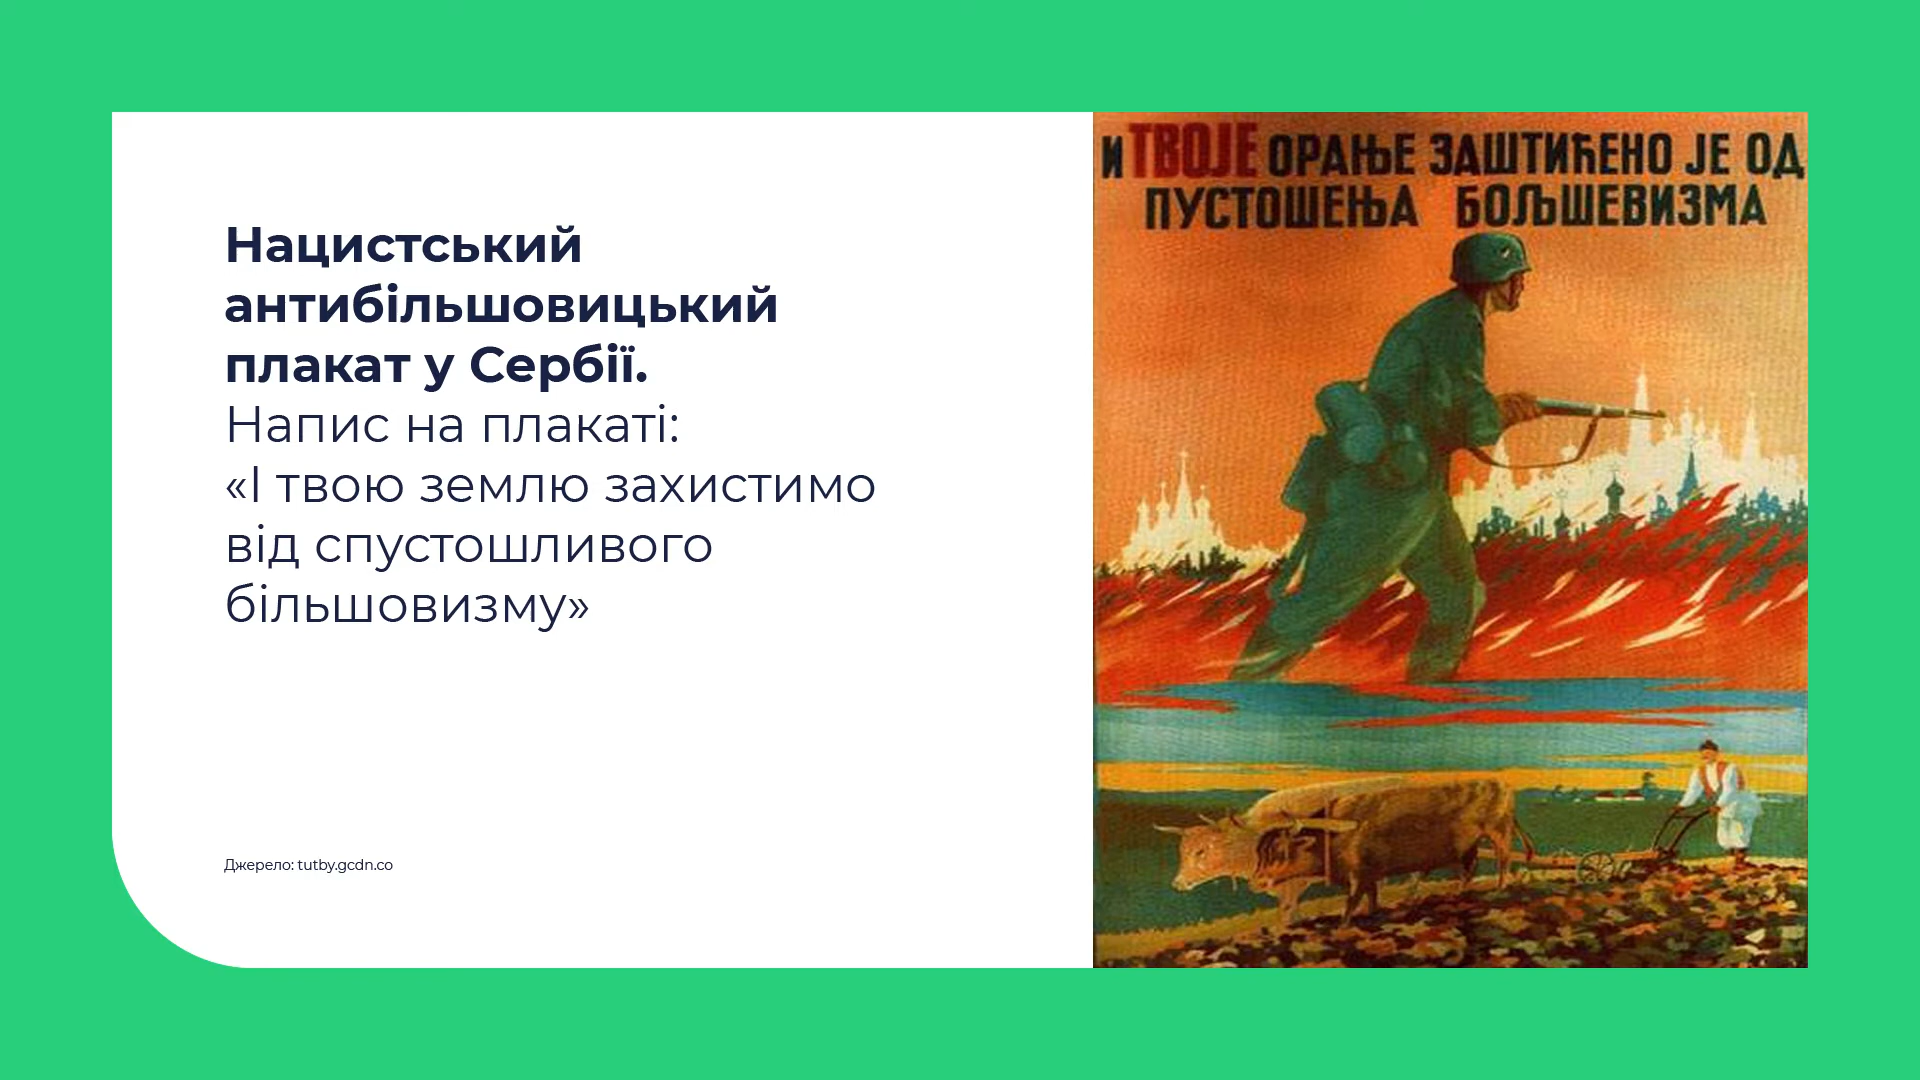 Нацистський
антибільшовицький
плакат у Сербії.
Напис на плакаті:
«І твою землю захистимо
від спустошливого
більшовизму»
Джерело: tutby.gcdn.co
И ТВОЈЕ ОРАЊЕ ЗАШТИЋЕНО ЈЕ ОД
ПУСТОШЕЊА БОЉШЕВИЗМА